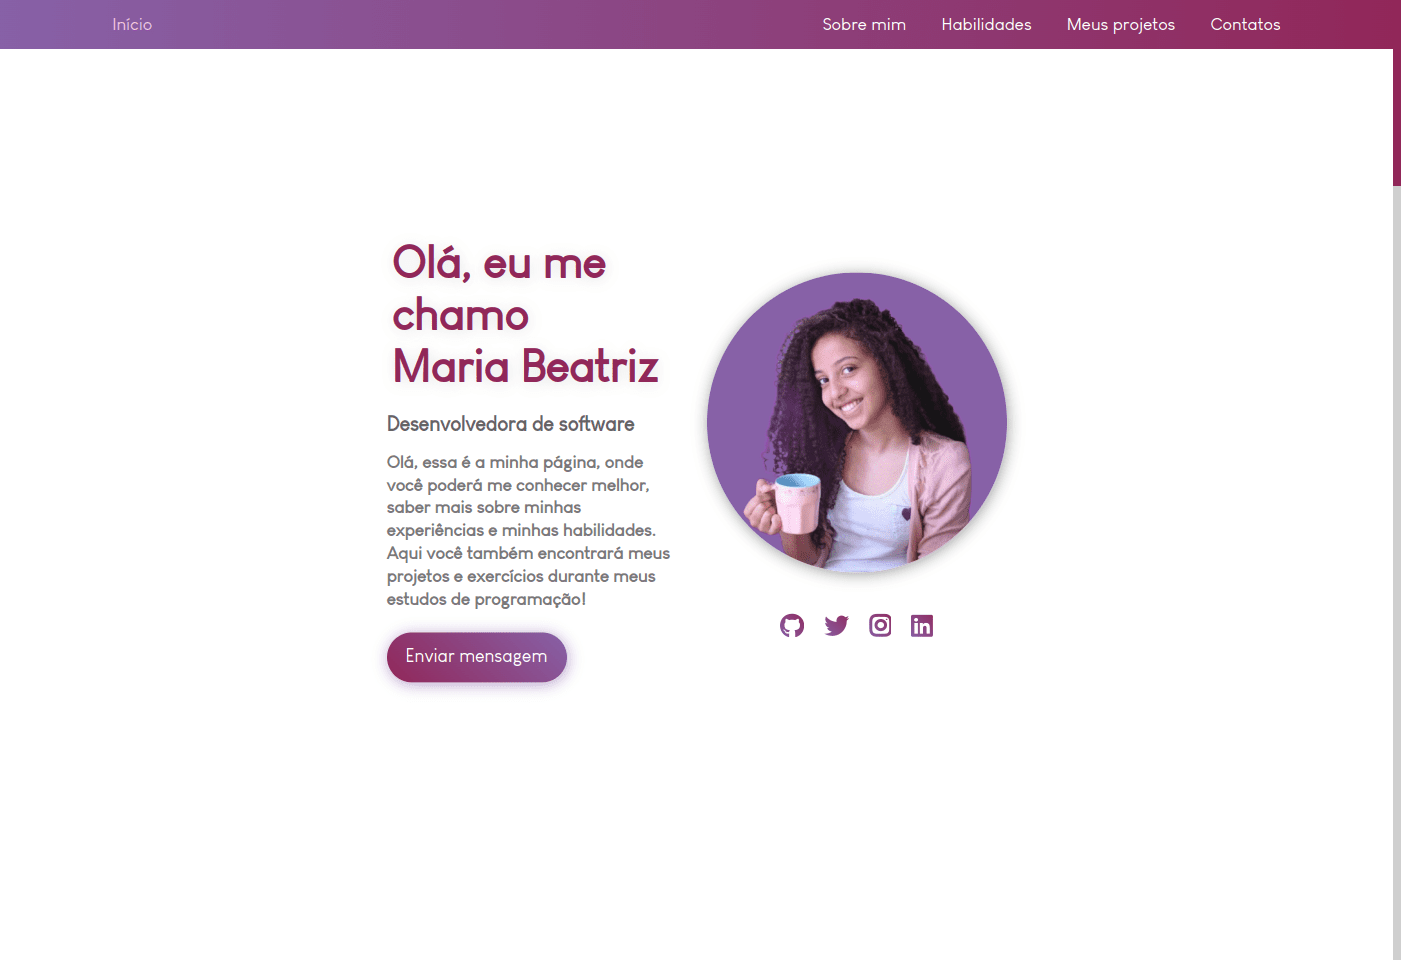 Início
Sobre mim
Habilidades
Meus projetos
Contatos
Olá, eu me
chamo
Maria Beatriz
Desenvolvedora de software
Olá, essa é a minha página, onde
você poderá me conhecer melhor,
saber mais sobre minhas
experiências e minhas habilidades.
Aqui você também encontrará meus
projetos e exercícios durante meus
estudos de programação!
Enviar mensagem
in